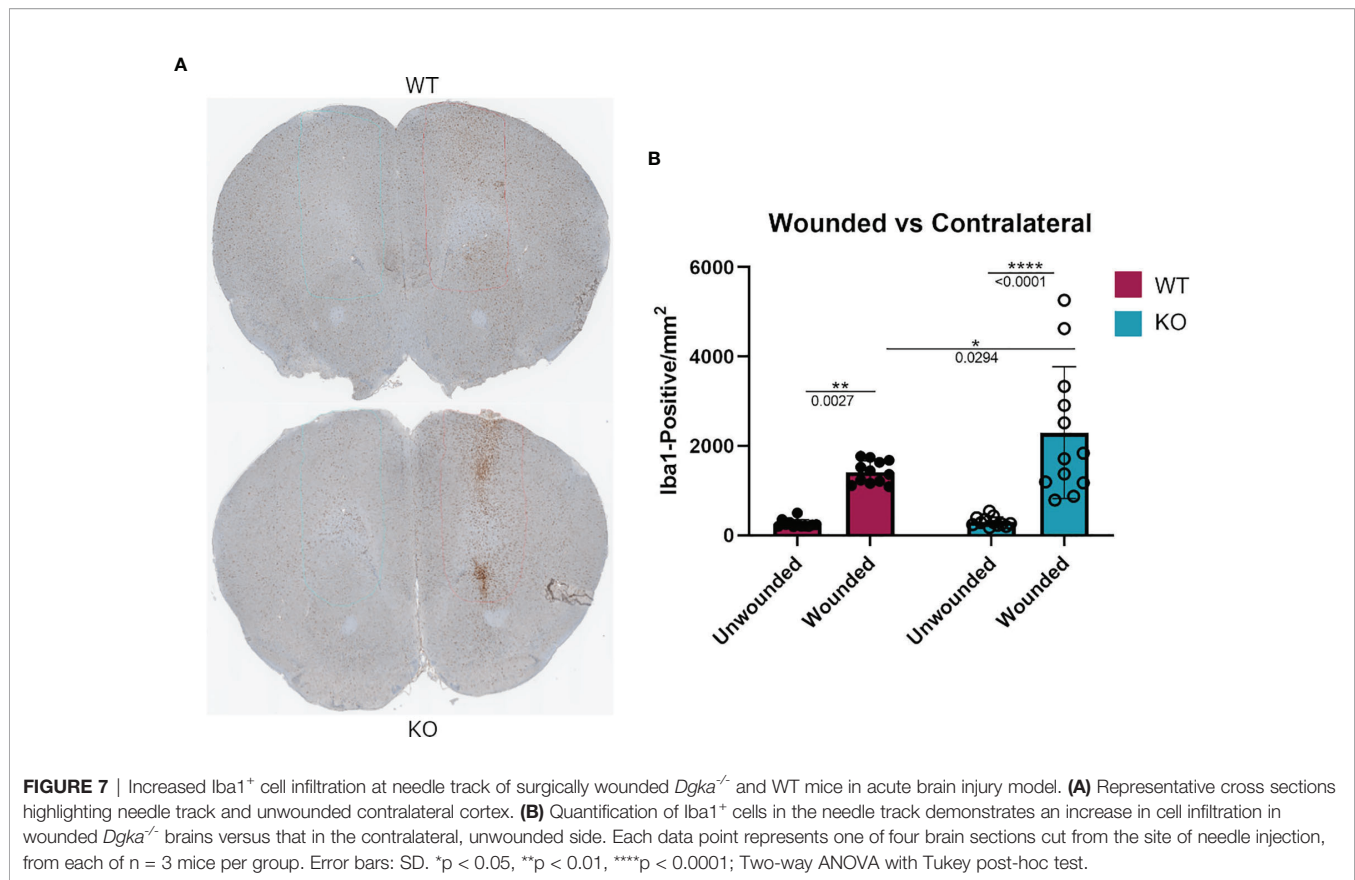 A
WT
KO
B
Wounded vs Contralateral
Iba1-Positive/mm²
6000
4000
2000
0
**
0.0027
*
0.0294
****
<0.0001
WT
KO
Unwounded
Wounded
Unwounded
Wounded
FIGURE 7 | Increased Iba1⁺ cell infiltration at needle track of surgically wounded Dgka⁻/⁻ and WT mice in acute brain injury model. (A) Representative cross sections
highlighting needle track and unwounded contralateral cortex. (B) Quantification of Iba1⁺ cells in the needle track demonstrates an increase in cell infiltration in
wounded Dgka⁻/⁻ brains versus that in the contralateral, unwounded side. Each data point represents one of four brain sections cut from the site of needle injection,
from each of n = 3 mice per group. Error bars: SD. *p < 0.05, **p < 0.01, ****p < 0.0001; Two-way ANOVA with Tukey post-hoc test.